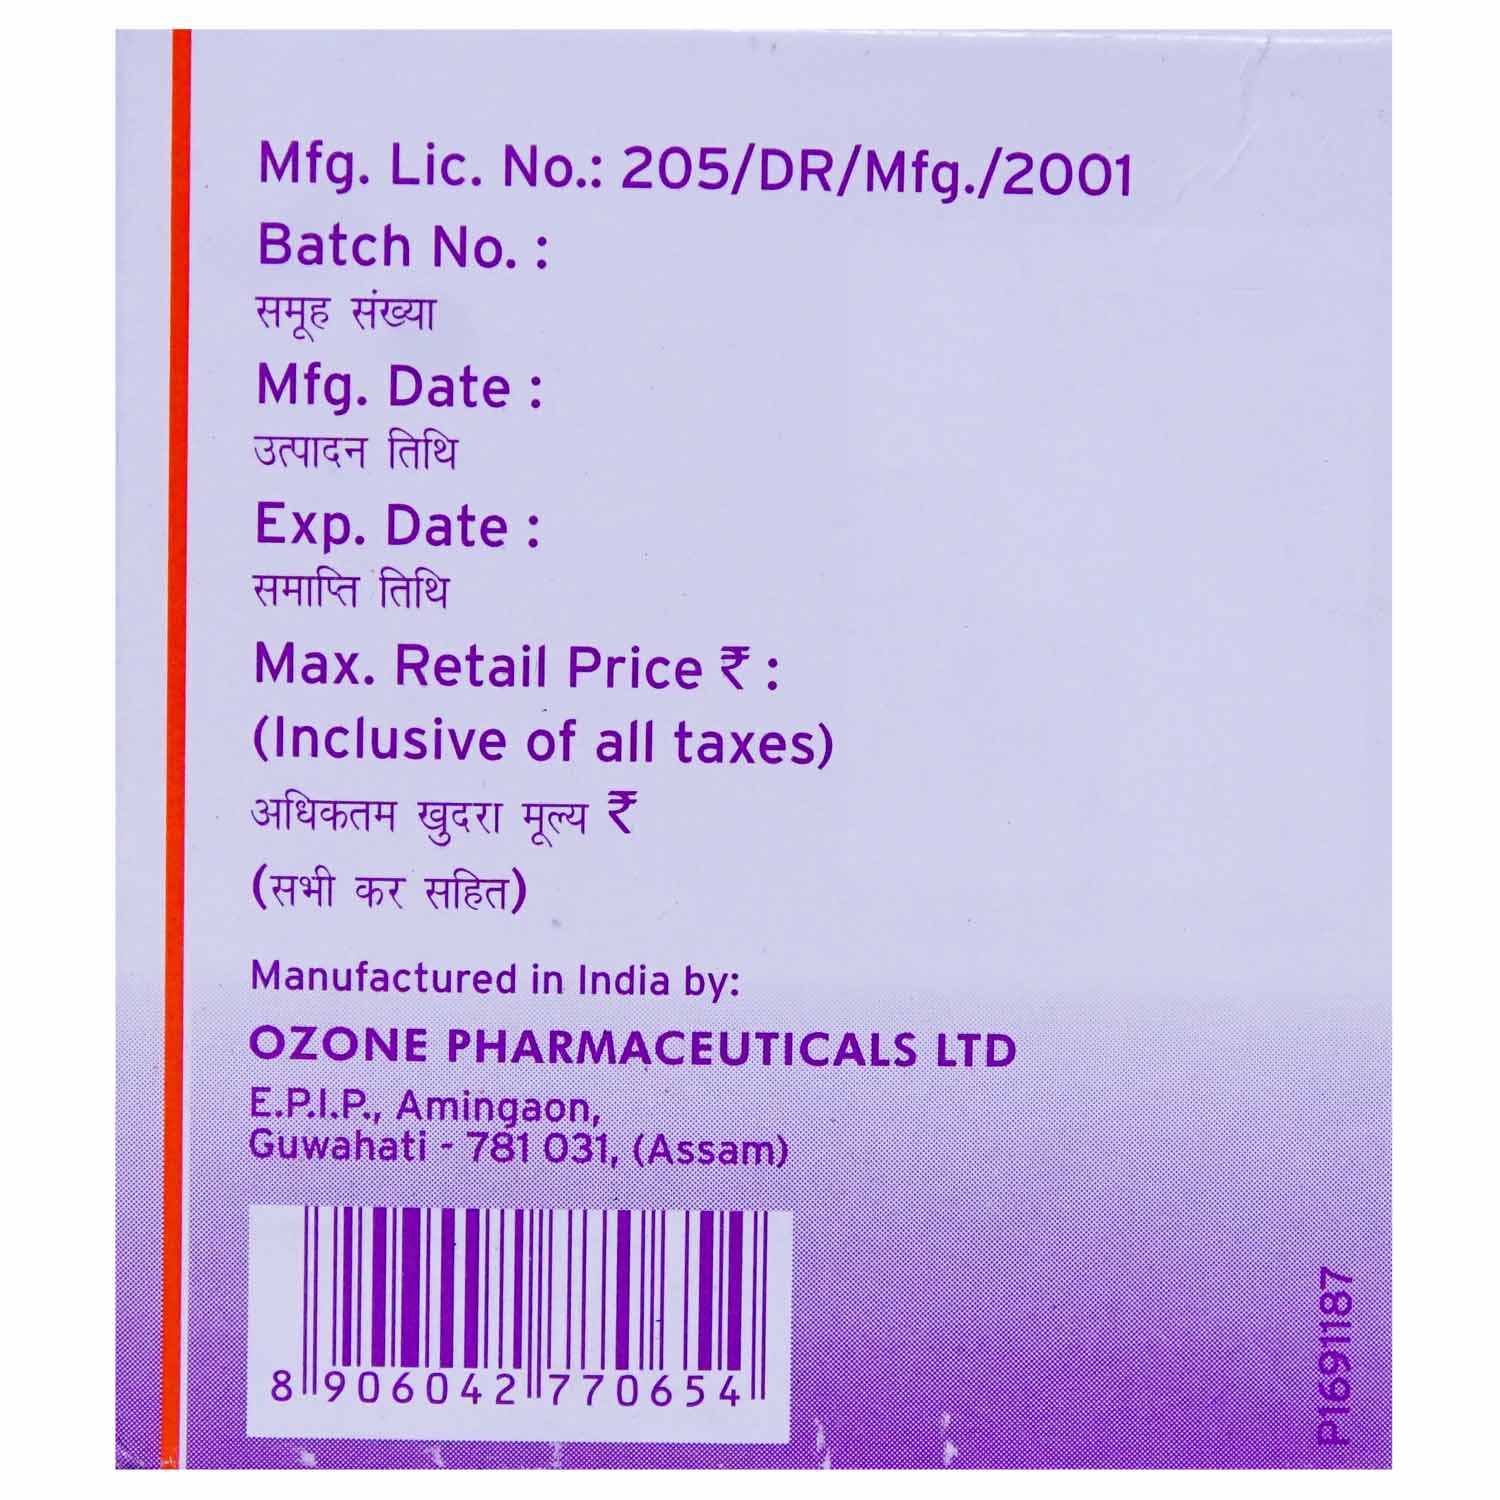 Mfg. Lic. No.: 205/DR/Mfg./2001
Batch No. :
समूह संख्या
Mfg. Date :
उत्पादन तिथि
Exp. Date :
समाप्ति तिथि
Max. Retail Price ₹ :
(Inclusive of all taxes)
अधिकतम खुदरा मूल्य ₹
(सभी कर सहित)
Manufactured in India by:
OZONE PHARMACEUTICALS LTD
E.P.I.P., Amingaon,
Guwahati - 781 031, (Assam)
8 906042 770654
P1691187